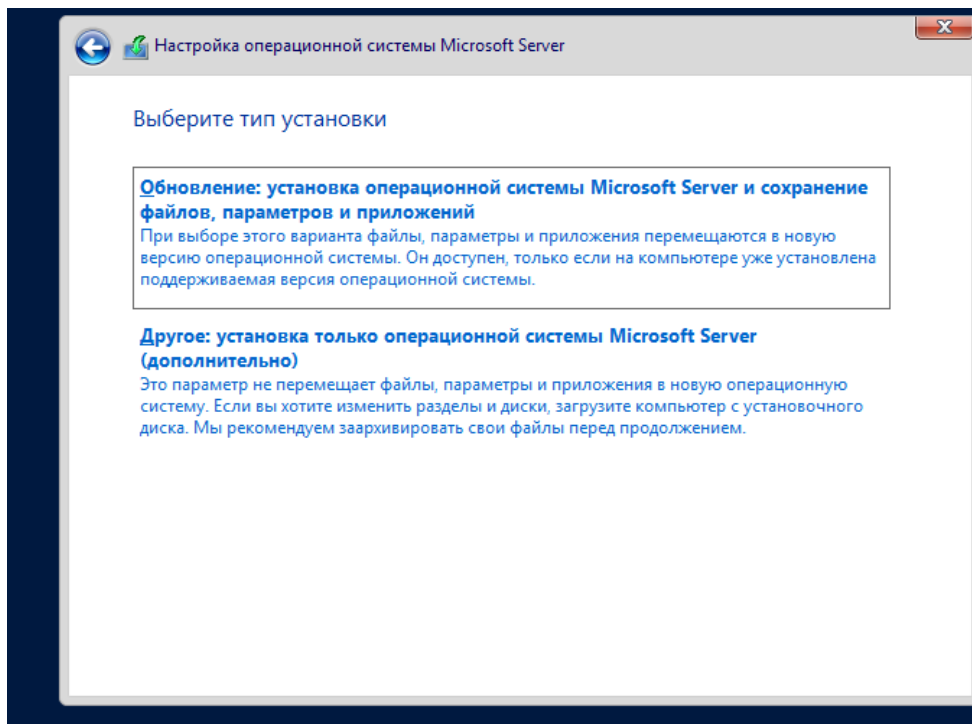 Настройка операционной системы Microsoft Server
Выберите тип установки
Обновление: установка операционной системы Microsoft Server и сохранение
файлов, параметров и приложений
При выборе этого варианта файлы, параметры и приложения перемещаются в новую
версию операционной системы. Он доступен, только если на компьютере уже установлена
поддерживаемая версия операционной системы.
Другое: установка только операционной системы Microsoft Server
(дополнительно)
Это параметр не перемещает файлы, параметры и приложения в новую операционную
систему. Если вы хотите изменить разделы и диски, загрузите компьютер с установочного
диска. Мы рекомендуем заархивировать свои файлы перед продолжением.